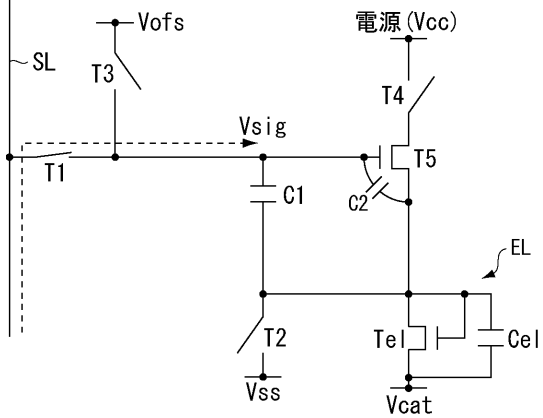 Vofs
電源(Vcc)
SL
T3
T4
Vsig
T1
T5
C1
C2
EL
T2
Tel
Cel
Vss
Vcat